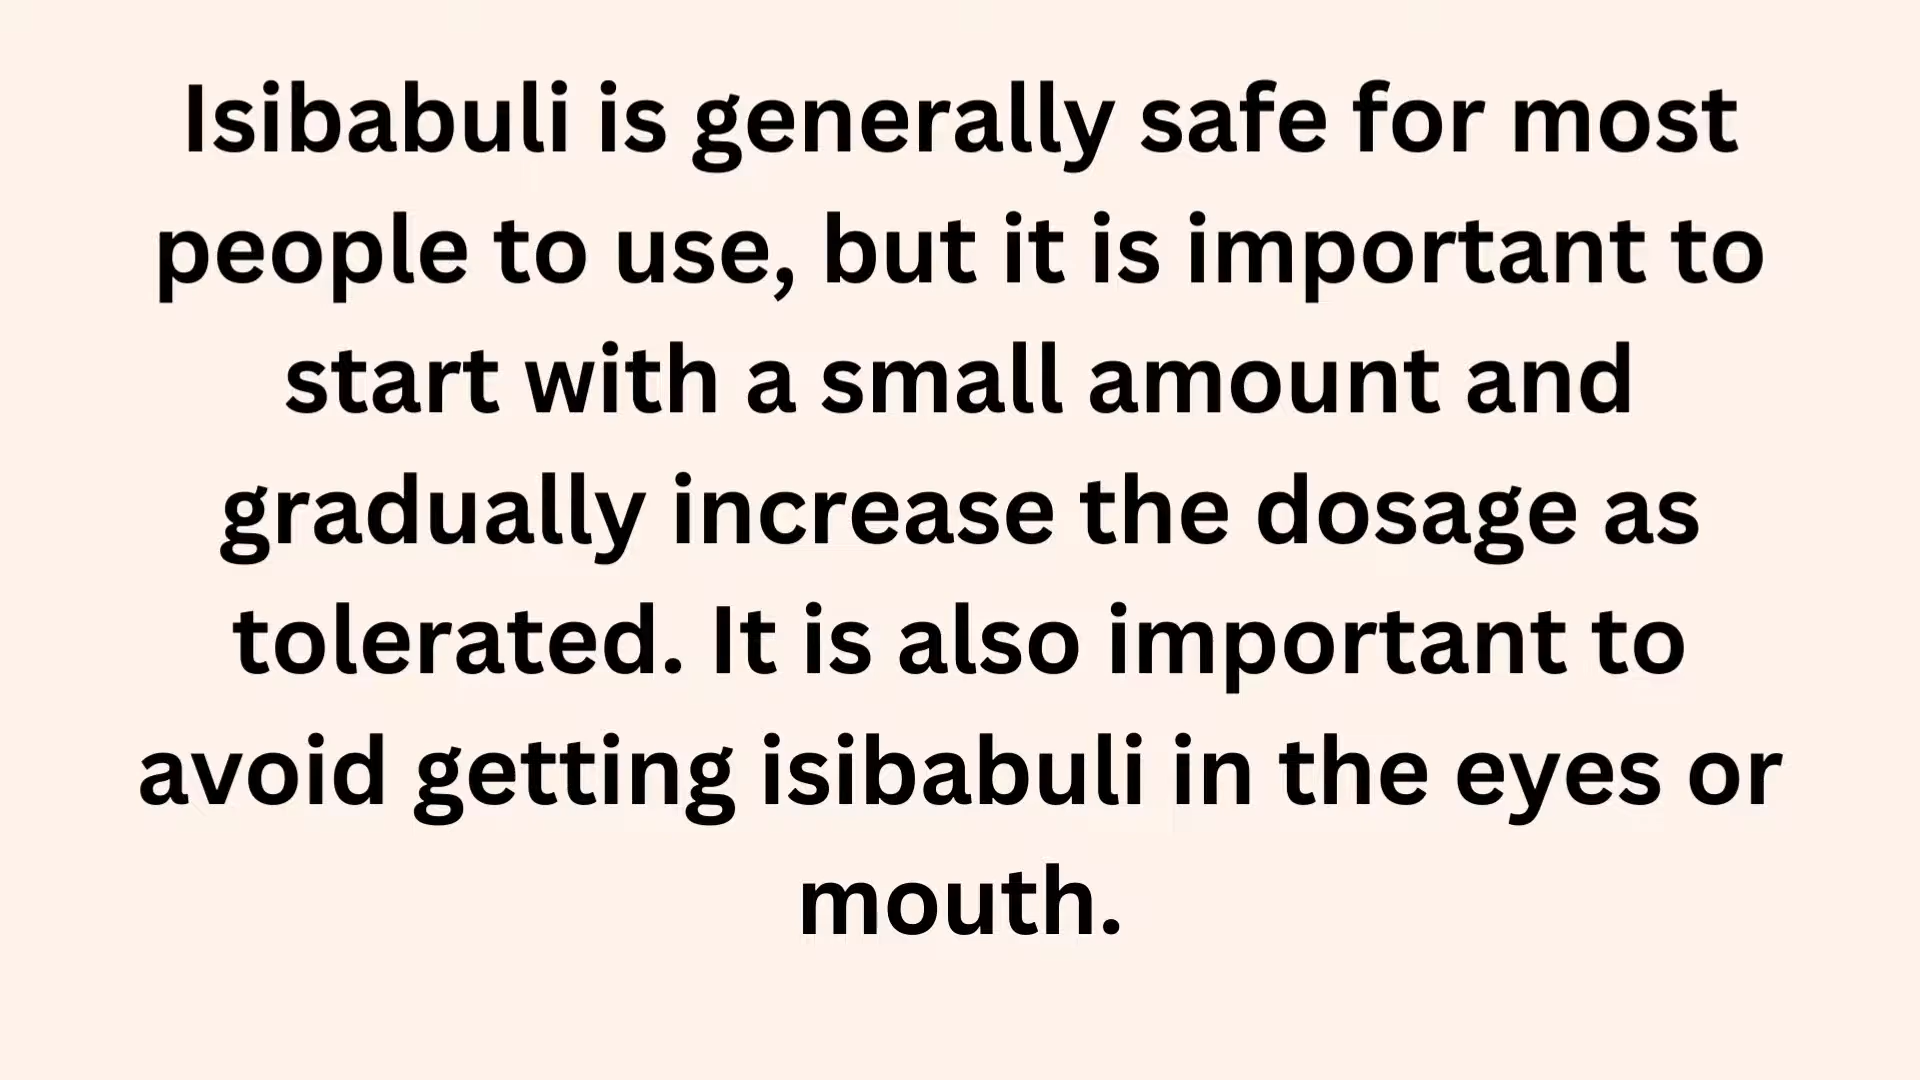 Isibabuli is generally safe for most
people to use, but it is important to
start with a small amount and
gradually increase the dosage as
tolerated. It is also important to
avoid getting isibabuli in the eyes or
mouth.